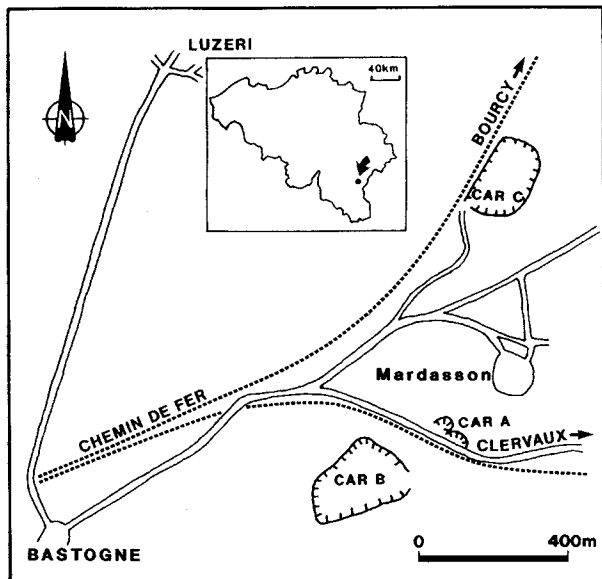 LUZERI
40km
N
BOURCY
CAR C
Mardasson
CHEMIN DE FER
CAR A
CLERVAUX
CAR B
BASTOGNE
0 400m